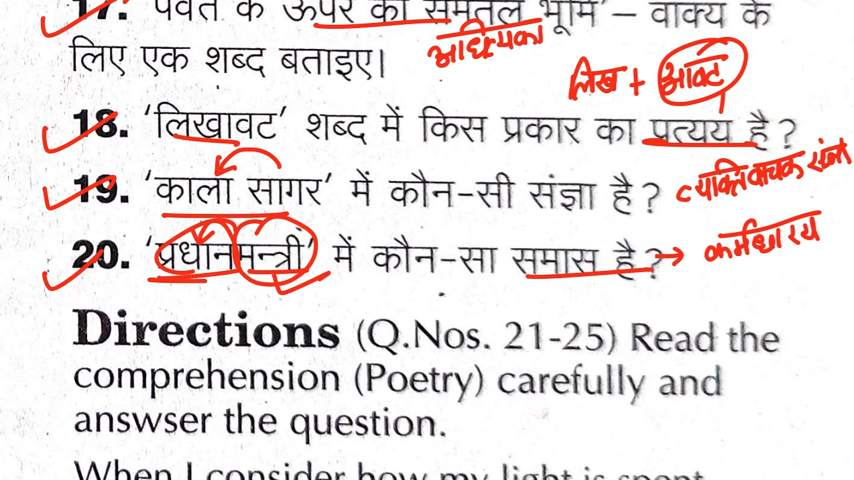 17. पर्वत के ऊपर की समतल भूमि' – वाक्य के
अधित्यका
लिए एक शब्द बताइए।
लिख + आवट
18. 'लिखावट' शब्द में किस प्रकार का प्रत्यय है?
19. 'काला सागर' में कौन-सी संज्ञा है? व्यक्तिवाचक संज्ञा
20. 'प्रधानमन्त्री' में कौन-सा समास है? → कर्मधारय
Directions (Q.Nos. 21-25) Read the
comprehension (Poetry) carefully and
answser the question.
When I consider how my light is spent